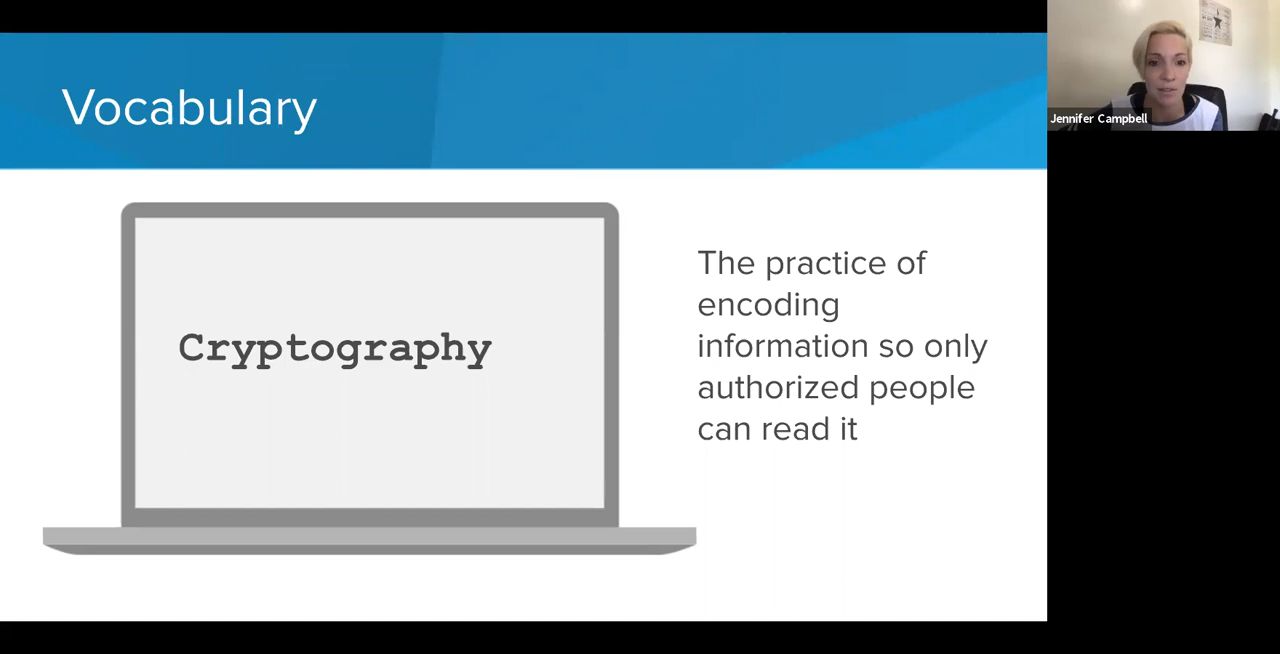 Vocabulary
Cryptography
The practice of
encoding
information so only
authorized people
can read it
Jennifer Campbell